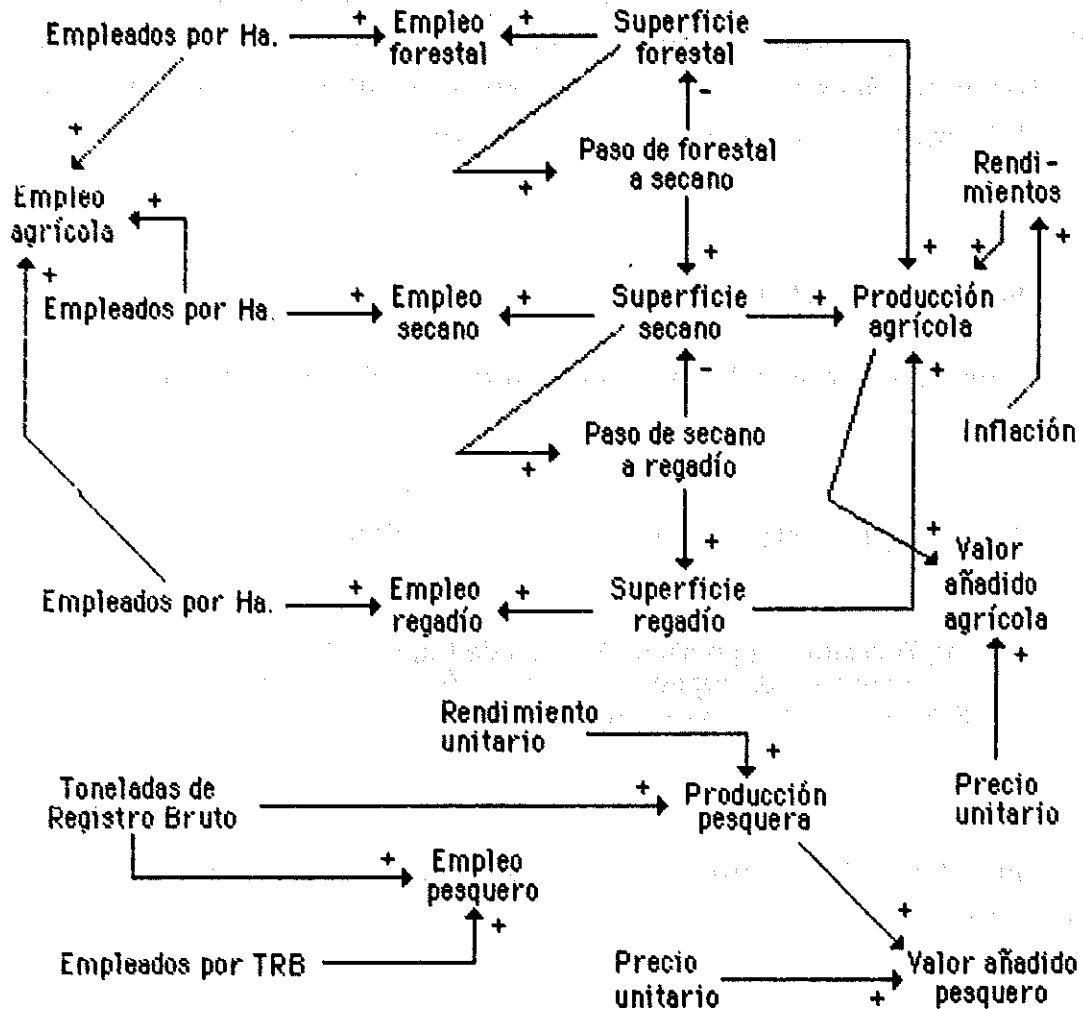 Empleados por Ha.
+
Empleo
forestal
+
Superficie
forestal
+
-
Paso de forestal
a secano
+
Rendi-
mientos
+
Empleo
agrícola
+
+
+
+
+
Empleados por Ha.
+
Empleo
secano
+
Superficie
secano
+
Producción
agrícola
-
+
Paso de secano
a regadío
+
Inflación
+
+
Valor
añadido
agrícola
+
Empleados por Ha.
+
Empleo
regadío
+
Superficie
regadío
Rendimiento
unitario
+
Toneladas de
Registro Bruto
+
Producción
pesquera
Precio
unitario
+
Empleo
pesquero
+
+
Empleados por TRB
Precio
unitario
+
Valor añadido
pesquero